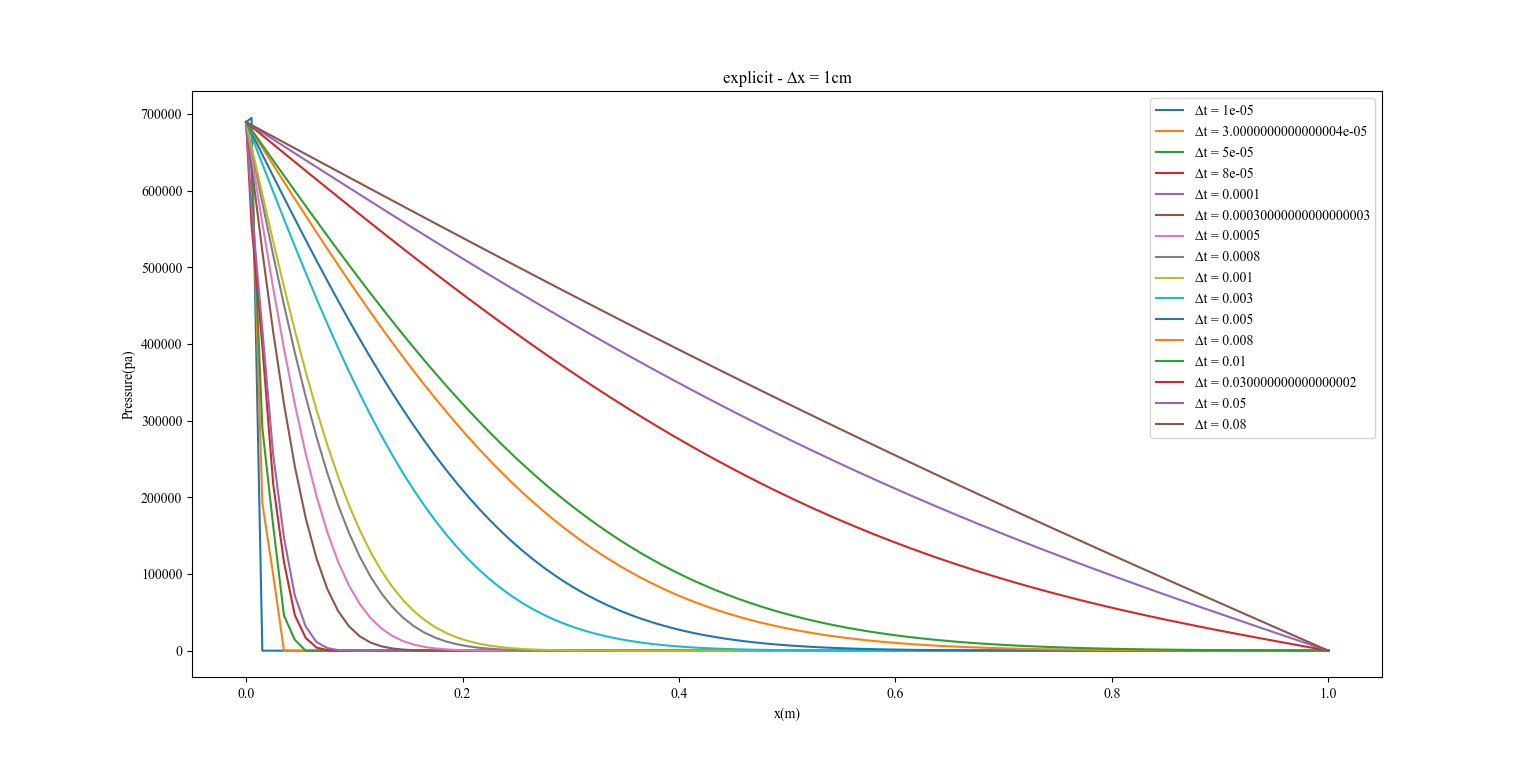 explicit - Δx = 1cm
700000
600000
500000
400000
300000
200000
100000
0
Pressure(pa)
0.0
0.2
0.4
0.6
0.8
1.0
x(m)
Δt = 1e-05
Δt = 3.0000000000000004e-05
Δt = 5e-05
Δt = 8e-05
Δt = 0.0001
Δt = 0.00030000000000000003
Δt = 0.0005
Δt = 0.0008
Δt = 0.001
Δt = 0.003
Δt = 0.005
Δt = 0.008
Δt = 0.01
Δt = 0.030000000000000002
Δt = 0.05
Δt = 0.08